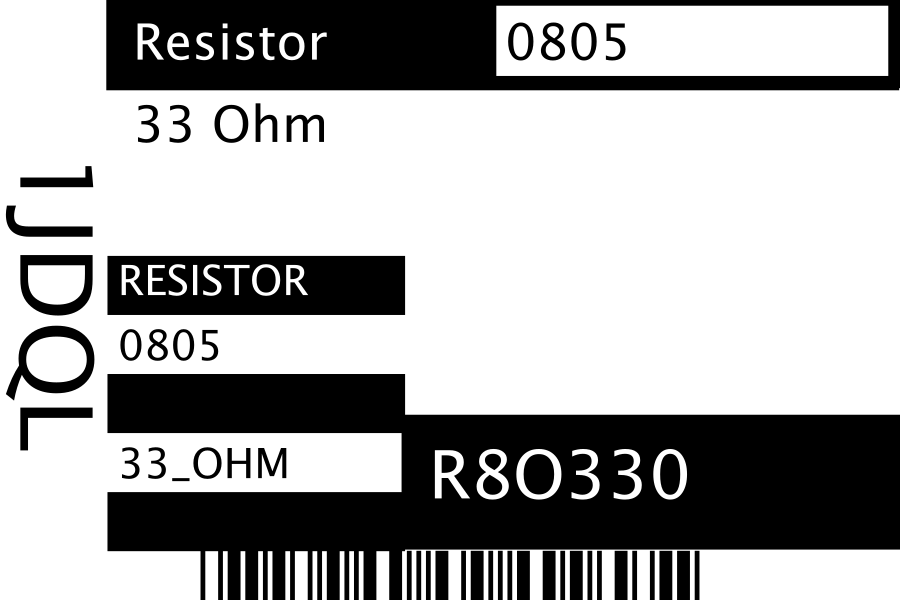 Resistor
0805
33 Ohm
1JDQL
RESISTOR
0805
33_OHM
R8O330